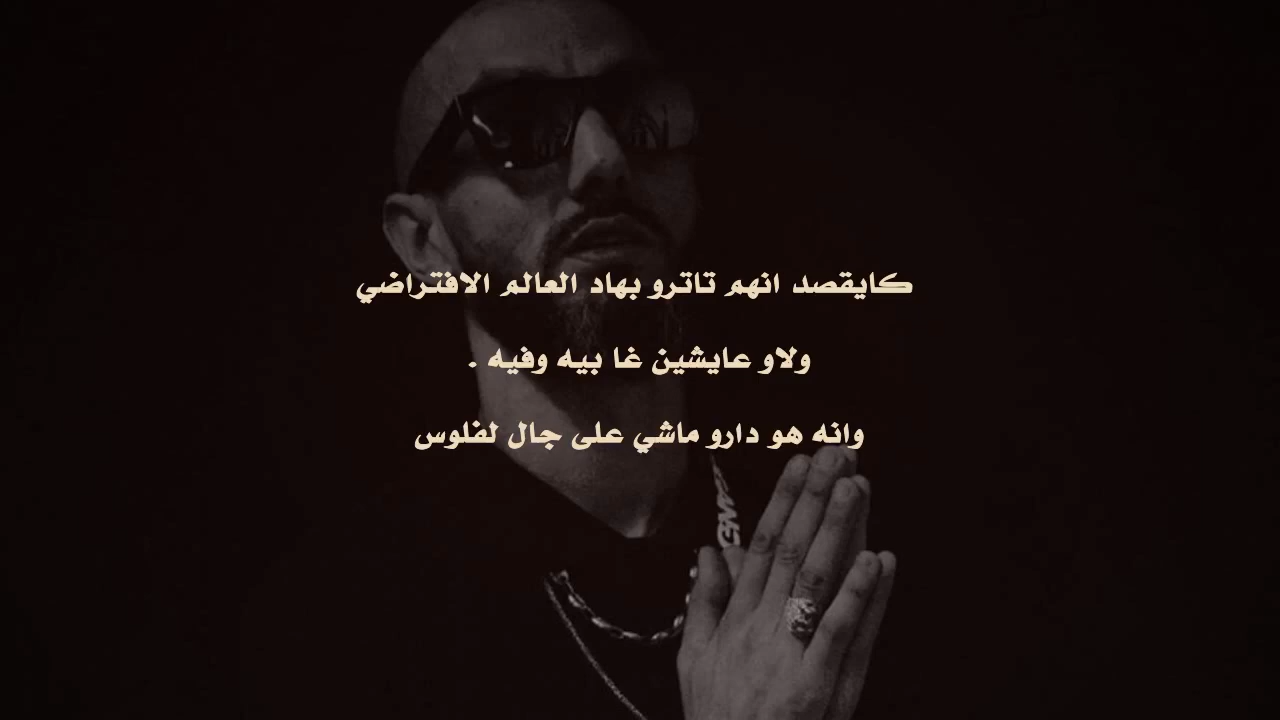 كايقصد انهم تاترو بهاد العالم الافتراضي
ولاو عايشين غا بيه وفيه .
وانه هو دارو ماشي على جال لفلوس